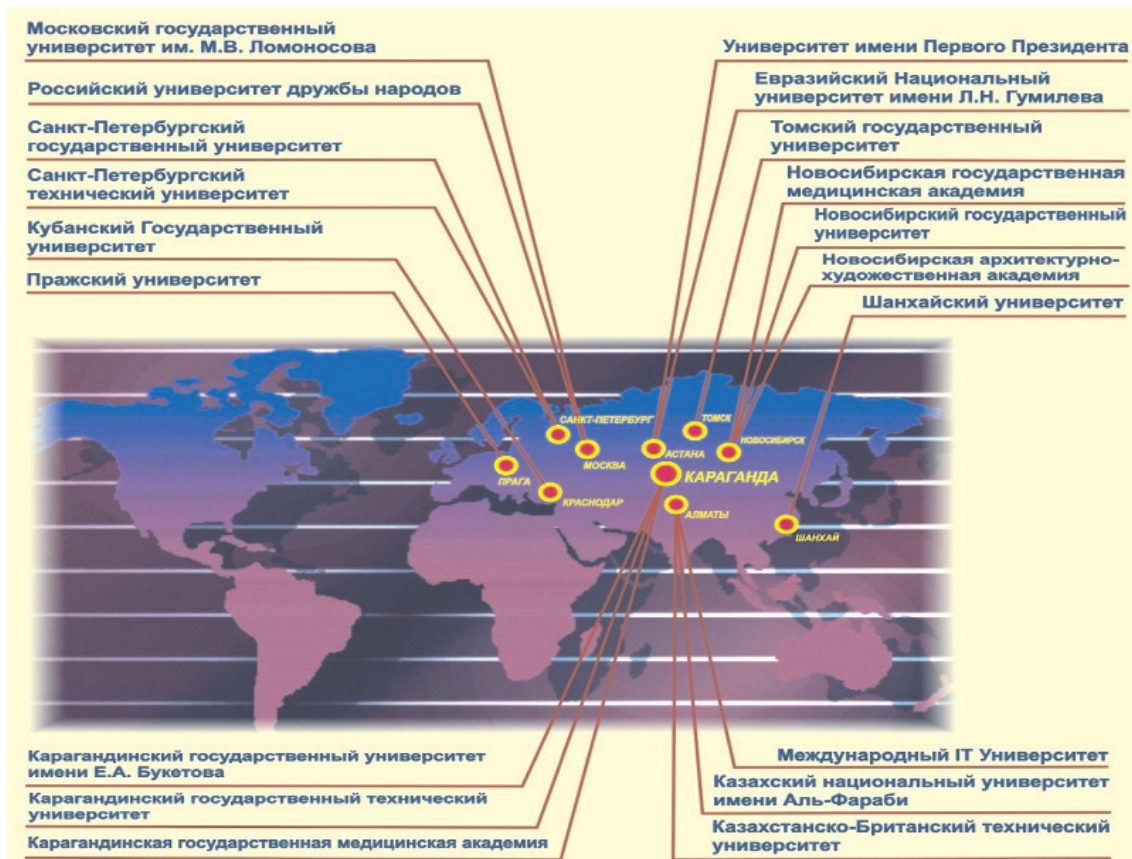 Московский государственный
университет им. М.В. Ломоносова
Российский университет дружбы народов
Санкт-Петербургский
государственный университет
Санкт-Петербургский
технический университет
Кубанский Государственный
университет
Пражский университет
Университет имени Первого Президента
Евразийский Национальный
университет имени Л.Н. Гумилева
Томский государственный
университет
Новосибирская государственная
медицинская академия
Новосибирский государственный
университет
Новосибирская архитектурно-
художественная академия
Шанхайский университет
САНКТ-ПЕТЕРБУРГ
ТОМСК
МОСКВА
АСТАНА
НОВОСИБИРСК
ПРАГА
КАРАГАНДА
КРАСНОДАР
АЛМАТЫ
ШАНХАЙ
Карагандинский государственный университет
имени Е.А. Букетова
Карагандинский государственный технический
университет
Карагандинская государственная медицинская академия
Международный IT Университет
Казахский национальный университет
имени Аль-Фараби
Казахстанско-Британский технический
университет